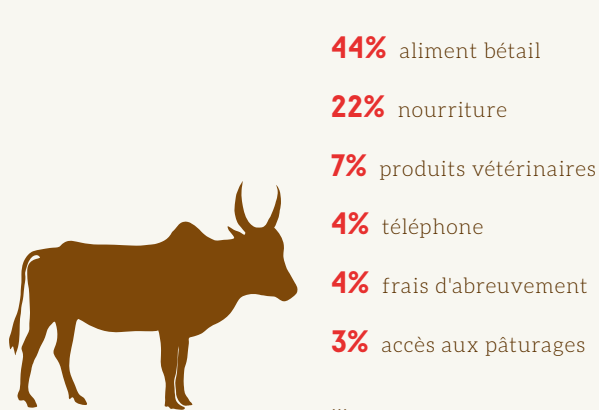 44% aliment bétail
22% nourriture
7% produits vétérinaires
4% téléphone
4% frais d'abreuvement
3% accès aux pâturages
...